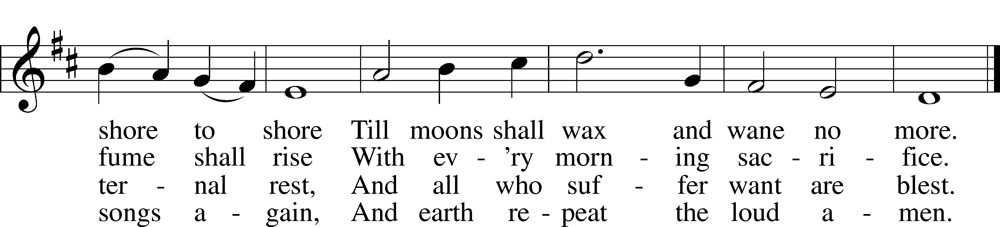 shore to shore Till moons shall wax and wane no more.
fume shall rise With ev - ’ry morn - ing sac - ri - fice.
ter - nal rest, And all who suf - fer want are blest.
songs a - gain, And earth re - peat the loud a - men.